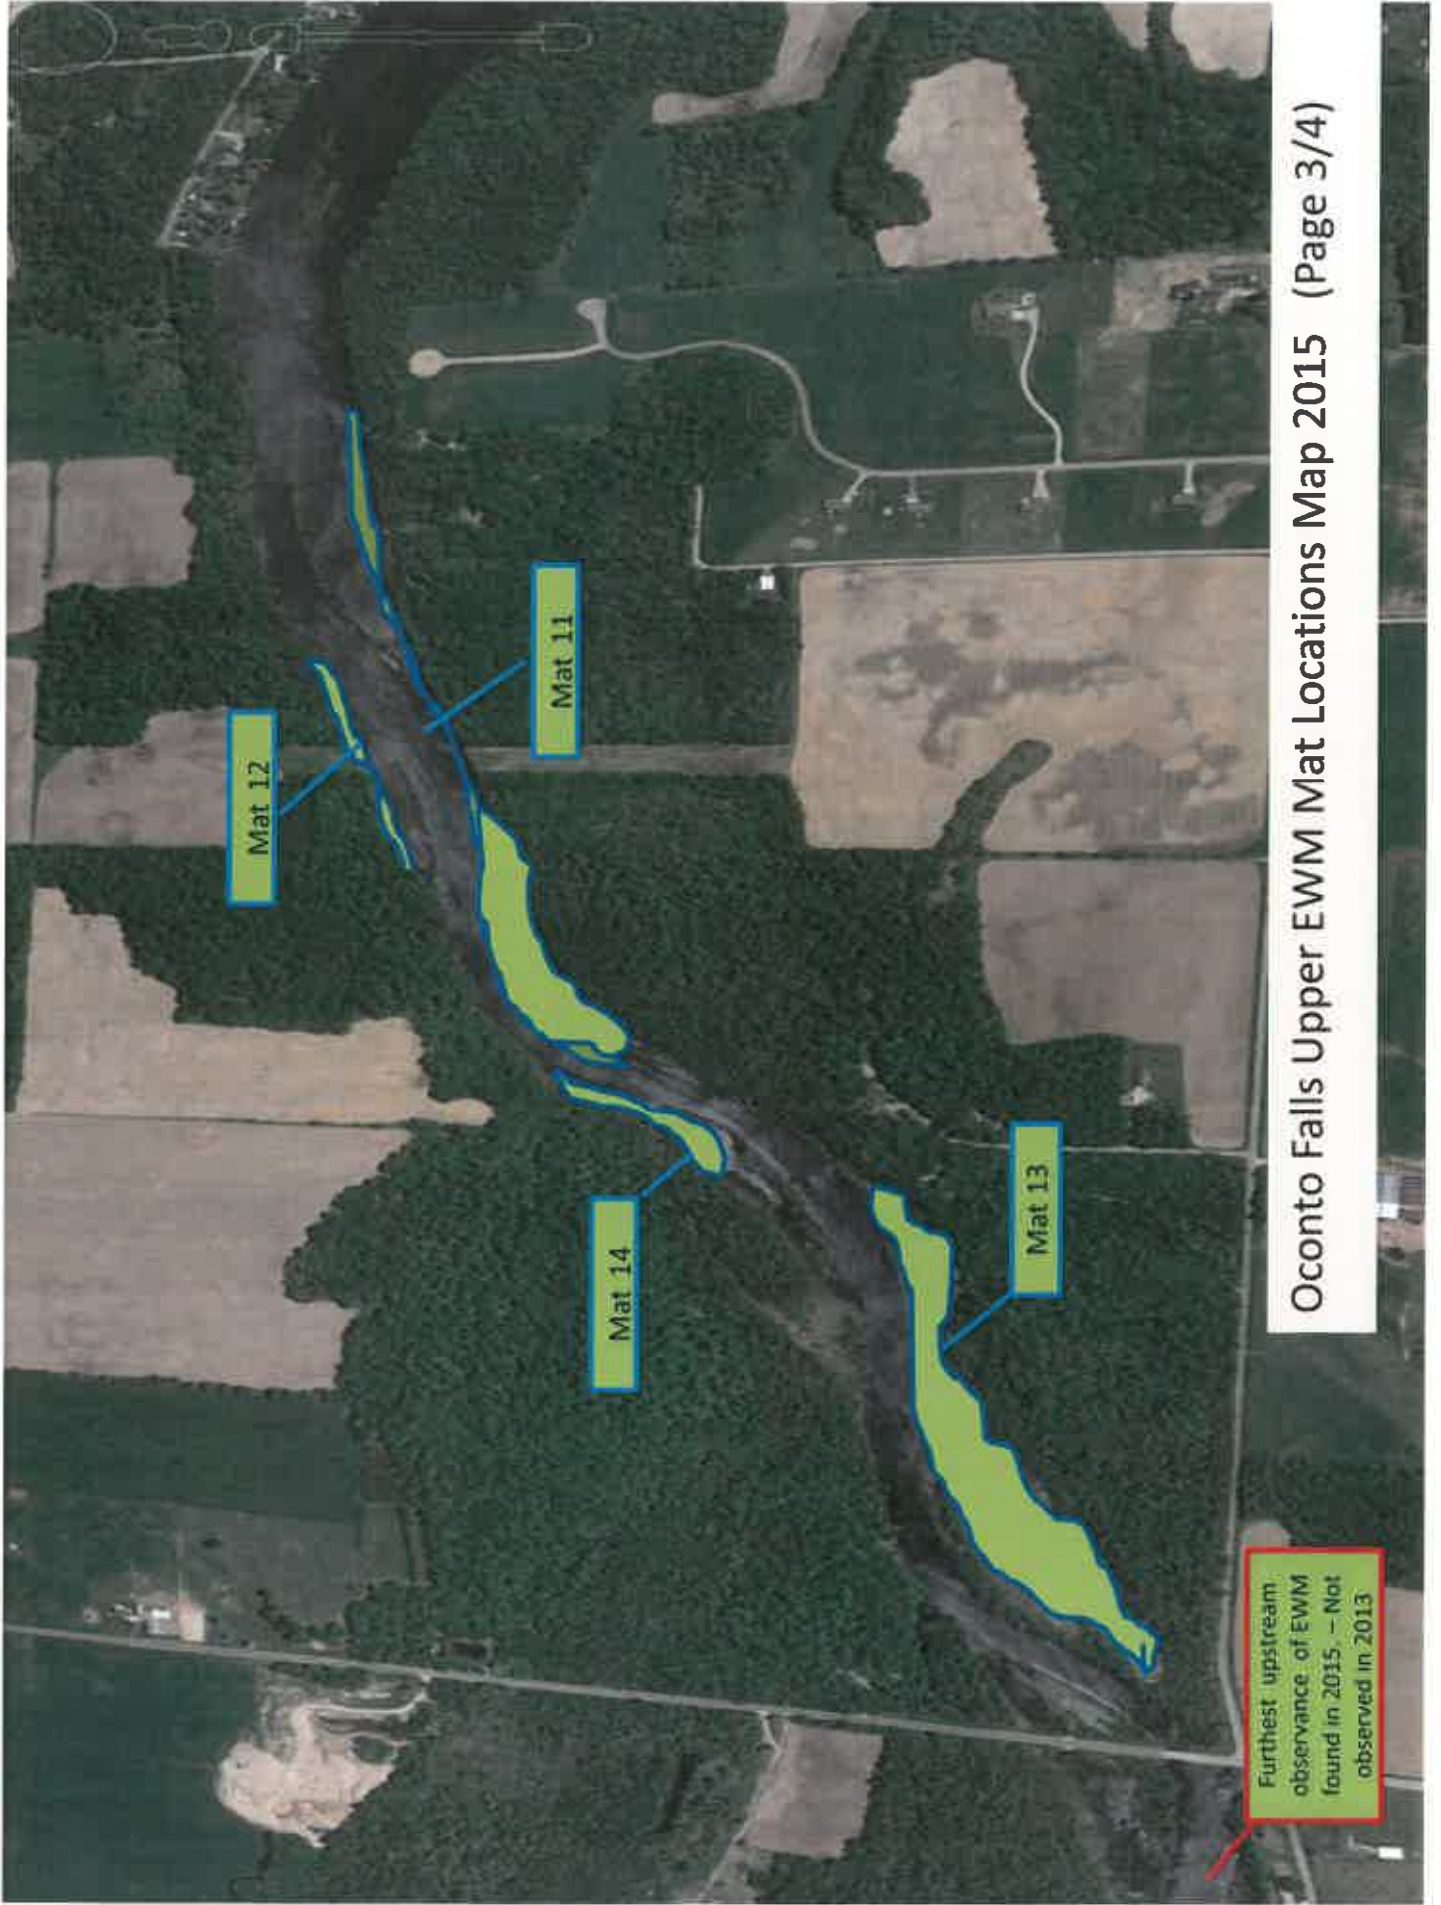 Mat 12
Mat 11
Mat 14
Mat 13
Furthest upstream
observance of EWM
found in 2015. – Not
observed in 2013
Oconto Falls Upper EWM Mat Locations Map 2015 (Page 3/4)